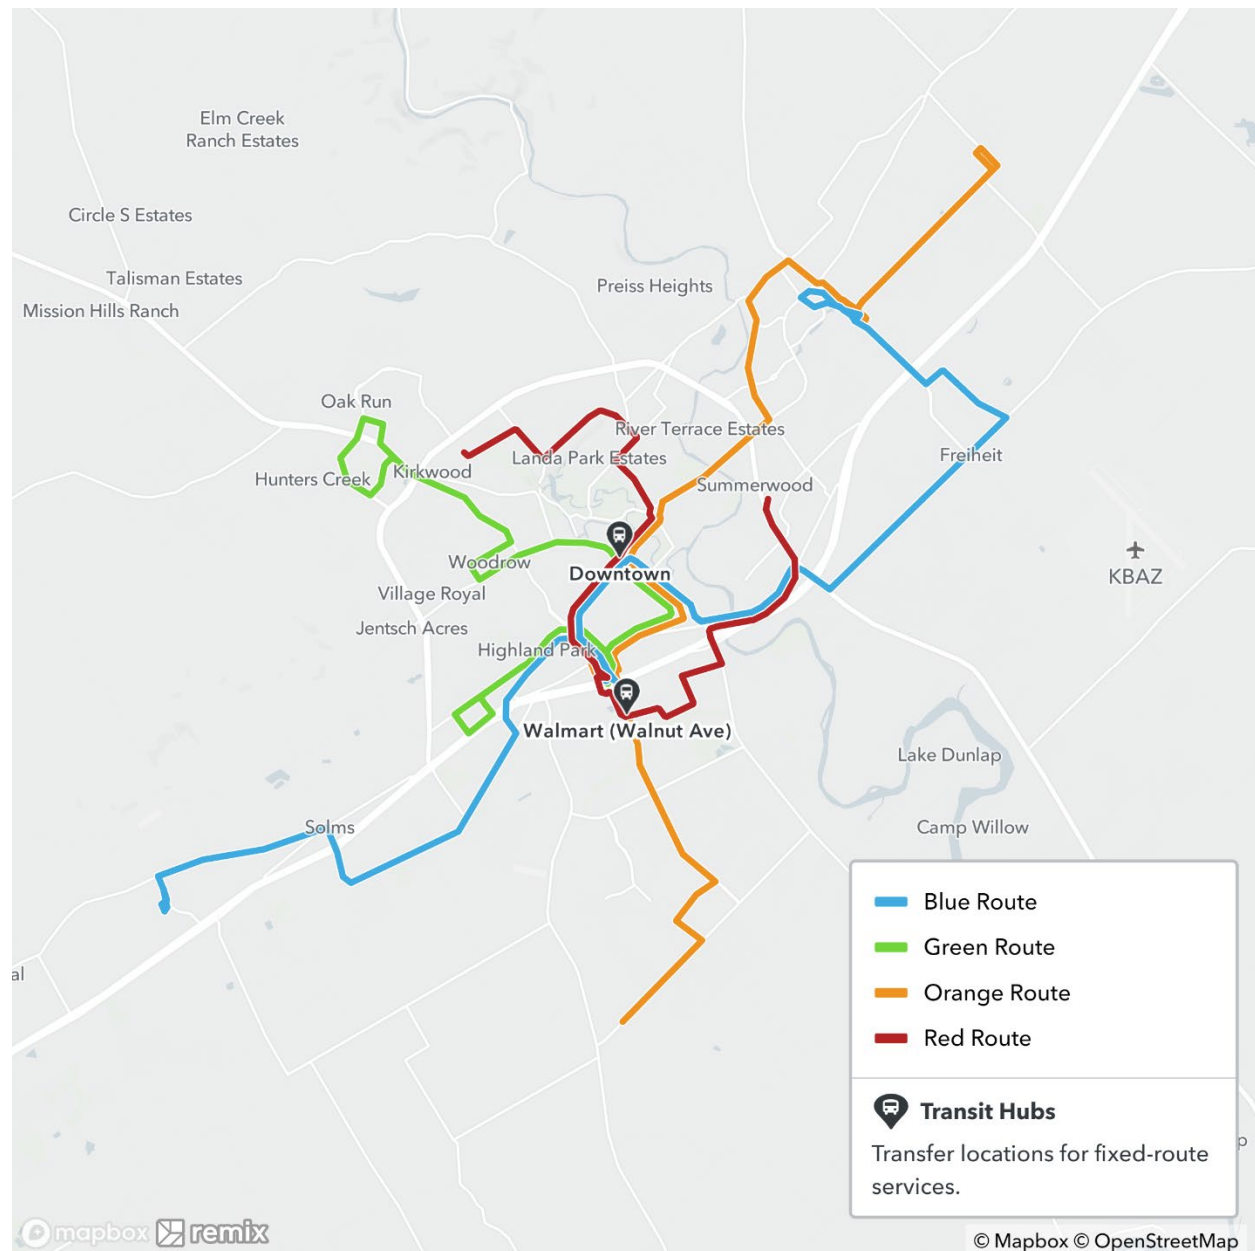 Elm Creek
Ranch Estates
Circle S Estates
Talisman Estates
Mission Hills Ranch
Preiss Heights
Oak Run
River Terrace Estates
Landa Park Estates
Kirkwood
Hunters Creek
Summerwood
Freiheit
Woodrow
Downtown
KBAZ
Village Royal
Jentsch Acres
Highland Park
Walmart (Walnut Ave)
Lake Dunlap
Solms
Camp Willow
al
Blue Route
Green Route
Orange Route
Red Route
Transit Hubs
Transfer locations for fixed-route
services.
p
mapbox remix
© Mapbox © OpenStreetMap